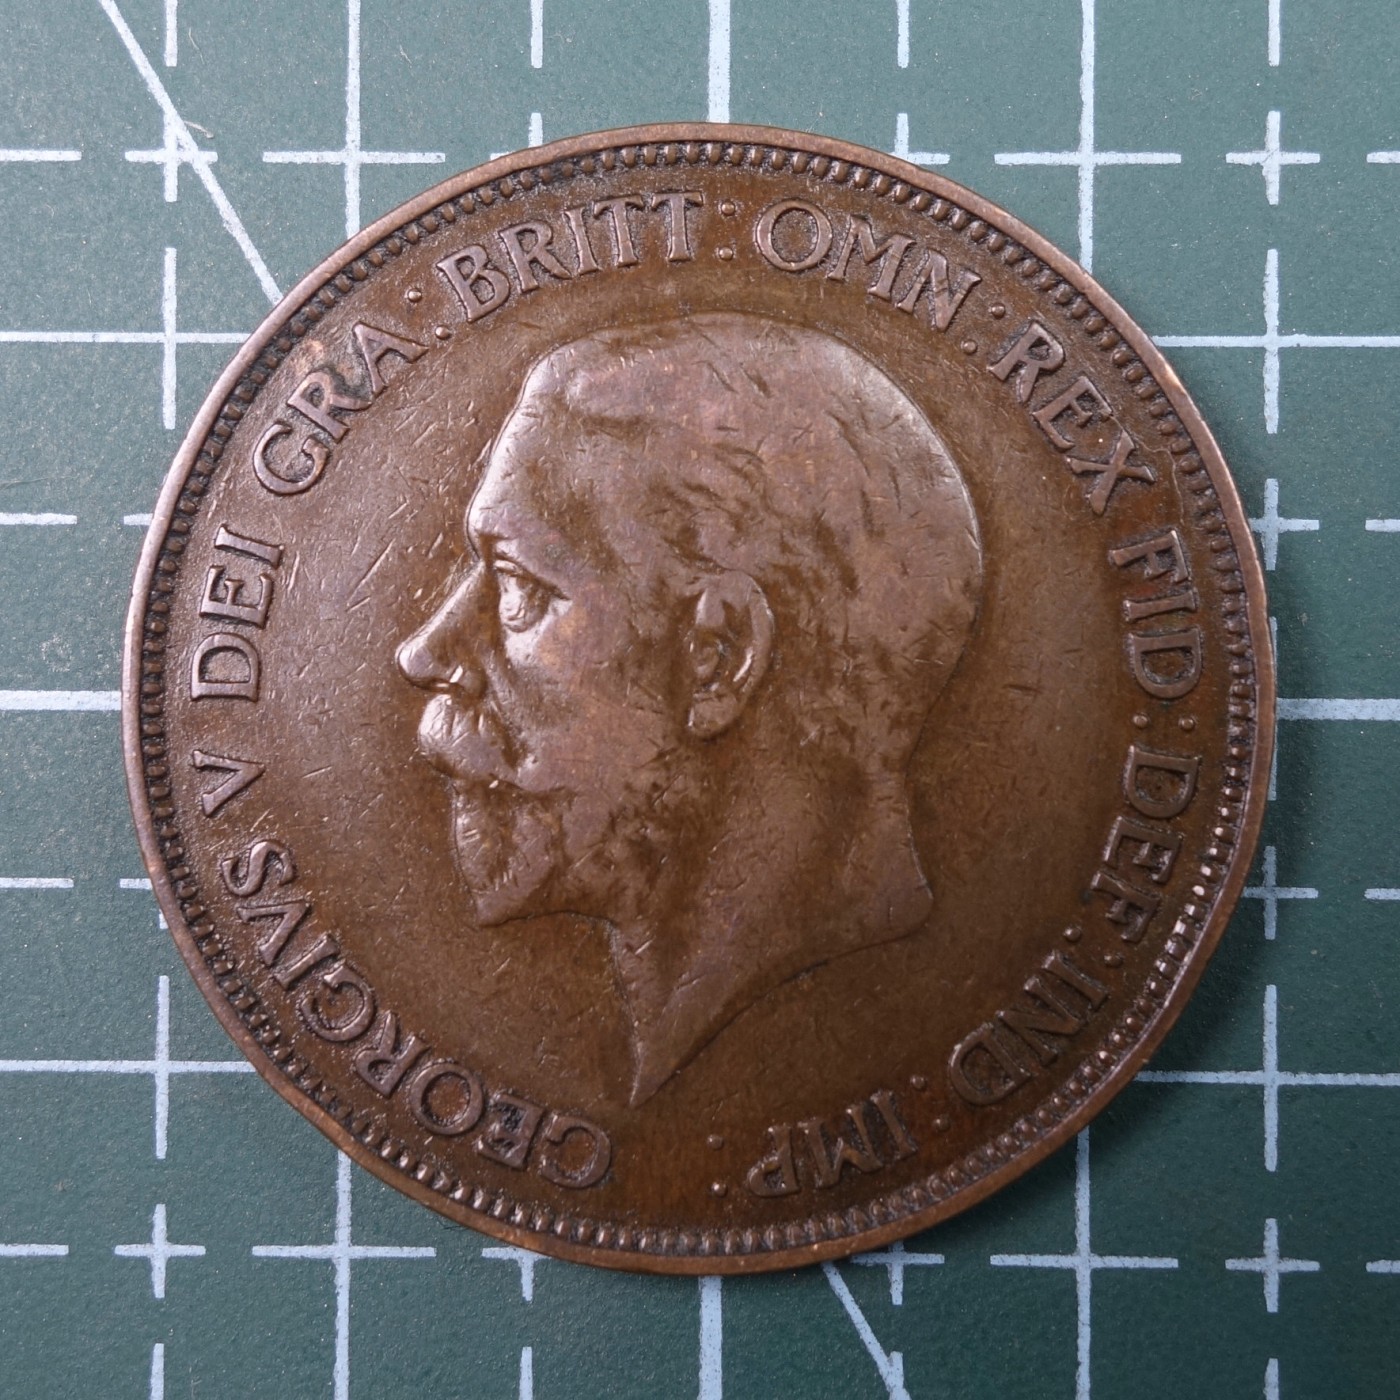 GEORGIVS V DEI GRA: BRITT: OMN: REX FID: DEF: IND: IMP: